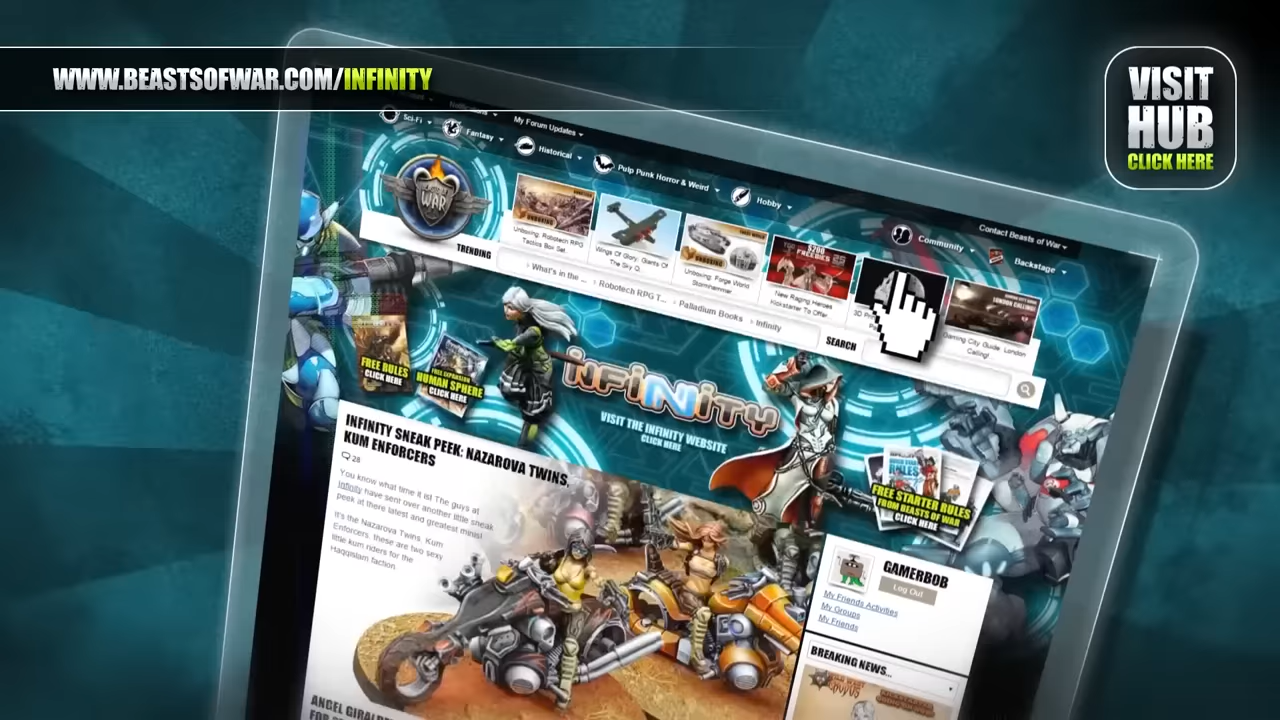 WWW.BEASTSOFWAR.COM/INFINITY
VISIT
HUB
CLICK HERE
My Forum Updates
Contact Beasts of War
Sci-Fi
Fantasy
Historical
Pulp Punk Horror & Weird
Hobby
Community
Backstage
WAR
Unboxing: Robotech RPG
Tactics Box Set
Wings Of Glory: Giants Of
The Sky
Unboxing: Forge World
Stormhammer
New Raging Heroes
Kickstarter To Offer
Gaming City Guide: London
Calling!
TRENDING
What's in the ...
Robotech RPG T...
Palladium Books
Infinity
SEARCH
FREE RULES
CLICK HERE
FREE EXPANSION
HUMAN SPHERE
CLICK HERE
INFINITY
VISIT THE INFINITY WEBSITE
CLICK HERE
FREE STARTER RULES
FROM BEASTS OF WAR
CLICK HERE
INFINITY SNEAK PEEK: NAZAROVA TWINS,
KUM ENFORCERS
28
You know what time it is! The guys at
Infinity have sent over another little sneak
peek at there latest and greatest minis!
It's the Nazarova Twins, Kum
Enforcers, these are two sexy
little kum riders for the
Haqqislam faction.
GAMERBOB
Log Out
My Friends Activities
My Groups
My Friends
BREAKING NEWS...